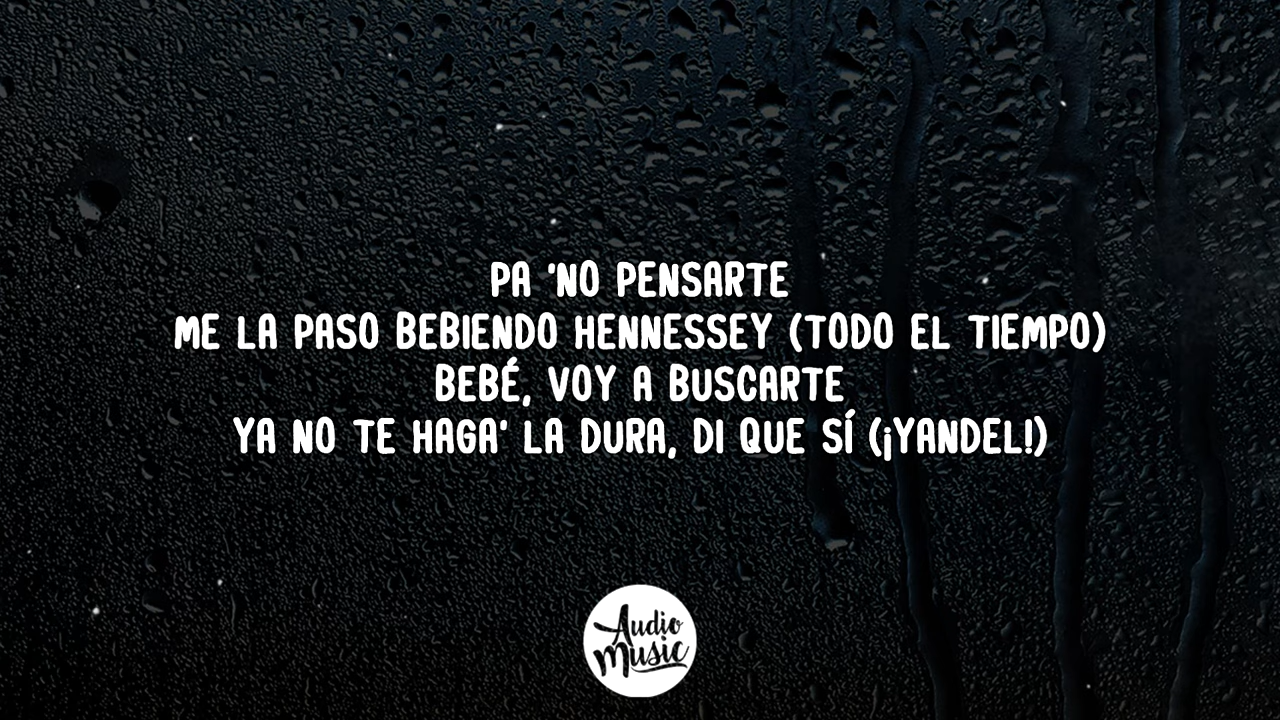 PA 'NO PENSARTE
ME LA PASO BEBIENDO HENNESSEY (TODO EL TIEMPO)
BEBÉ, VOY A BUSCARTE
YA NO TE HAGA' LA DURA, DI QUE SÍ (¡YANDEL!)
Audio
Music